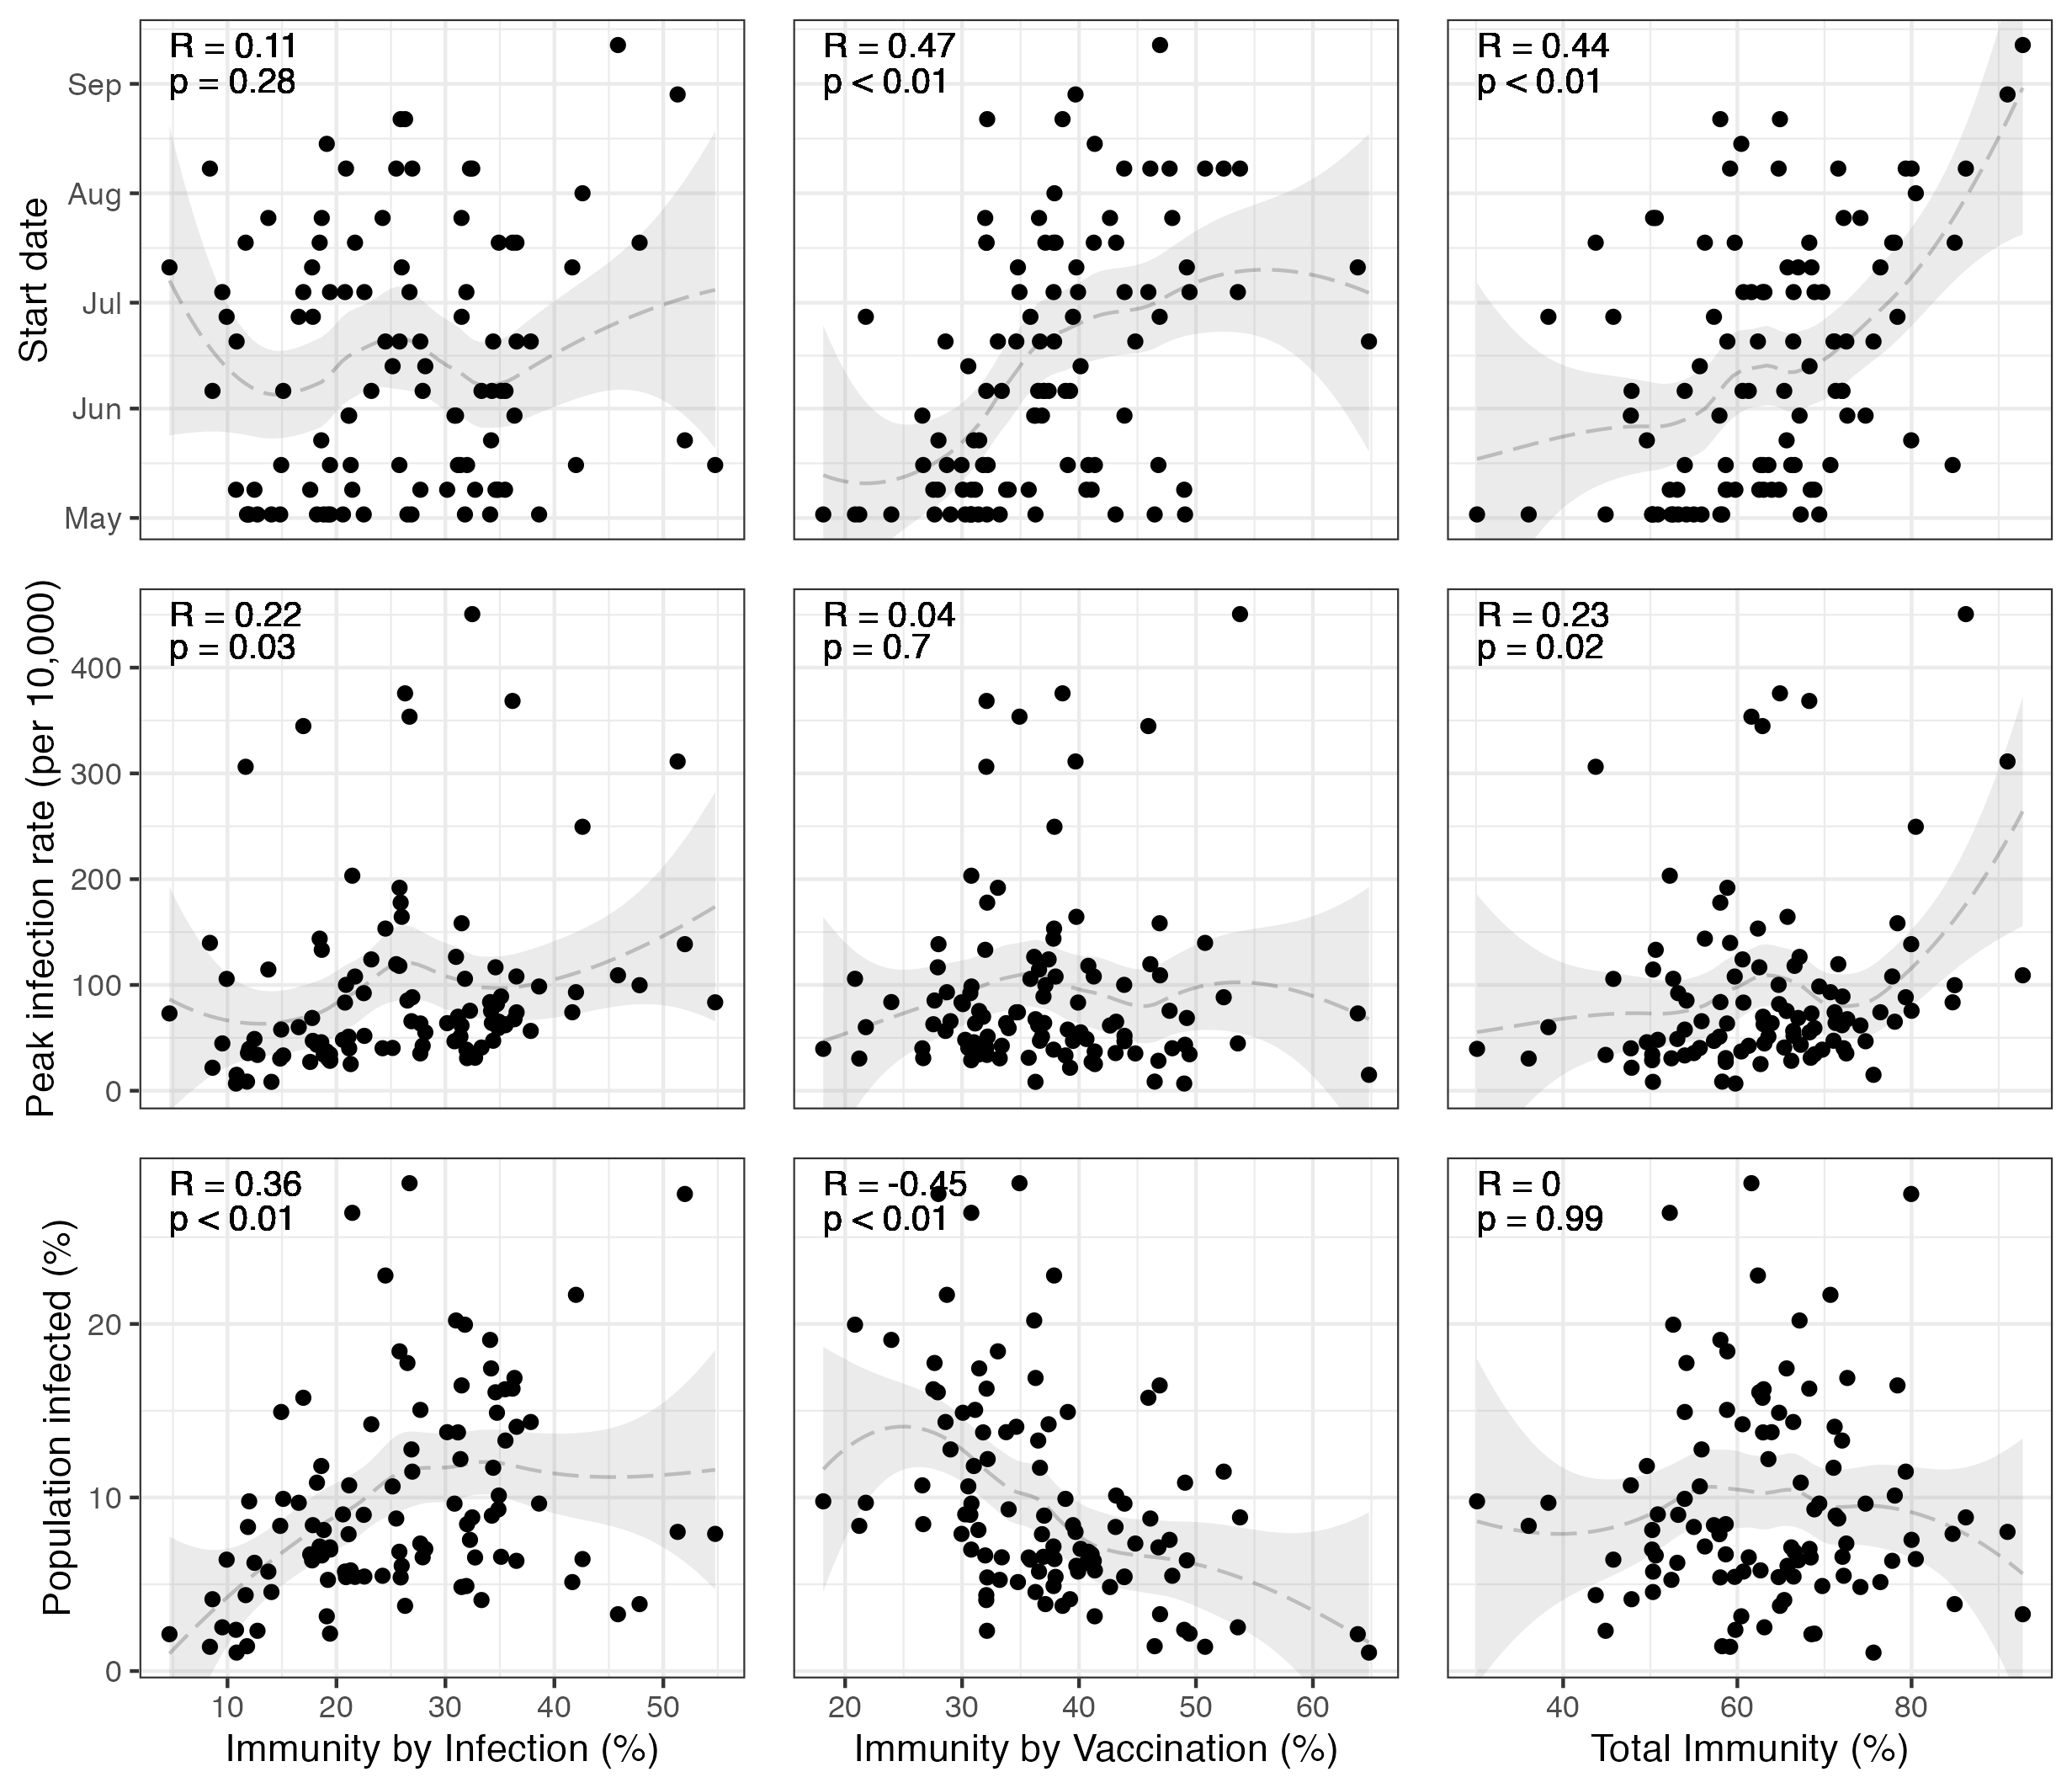 R = 0.11
p = 0.28
R = 0.47
p < 0.01
R = 0.44
p < 0.01
Start date
Sep
Aug
Jul
Jun
May
R = 0.22
p = 0.03
R = 0.04
p = 0.7
R = 0.23
p = 0.02
Peak infection rate (per 10,000)
400
300
200
100
0
R = 0.36
p < 0.01
R = -0.45
p < 0.01
R = 0
p = 0.99
Population infected (%)
20
10
0
10 20 30 40 50
20 30 40 50 60
40 60 80
Immunity by Infection (%)
Immunity by Vaccination (%)
Total Immunity (%)